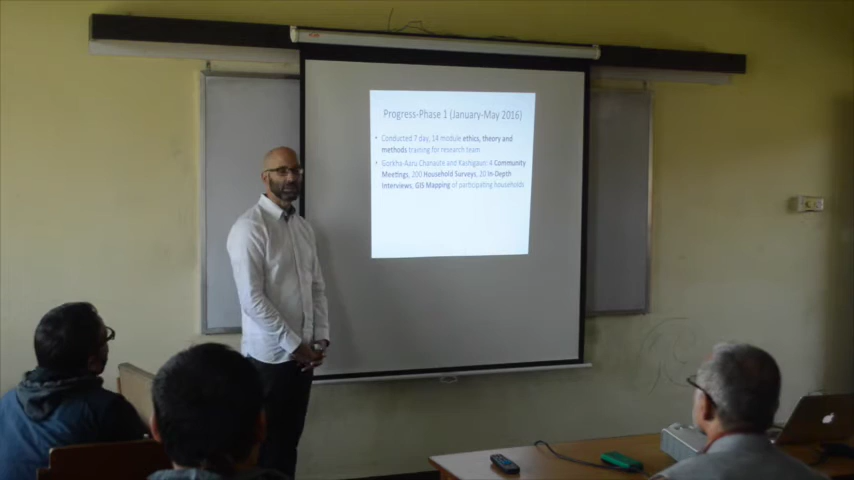 Progress-Phase 1 (January-May 2016)
• Conducted 7 day, 14 module ethics, theory and
methods training for research team
• Gorkha-Aaru Chanaute and Kashigaun: 4 Community
Meetings, 200 Household Surveys, 20 In-Depth
Interviews, GIS Mapping of participating households